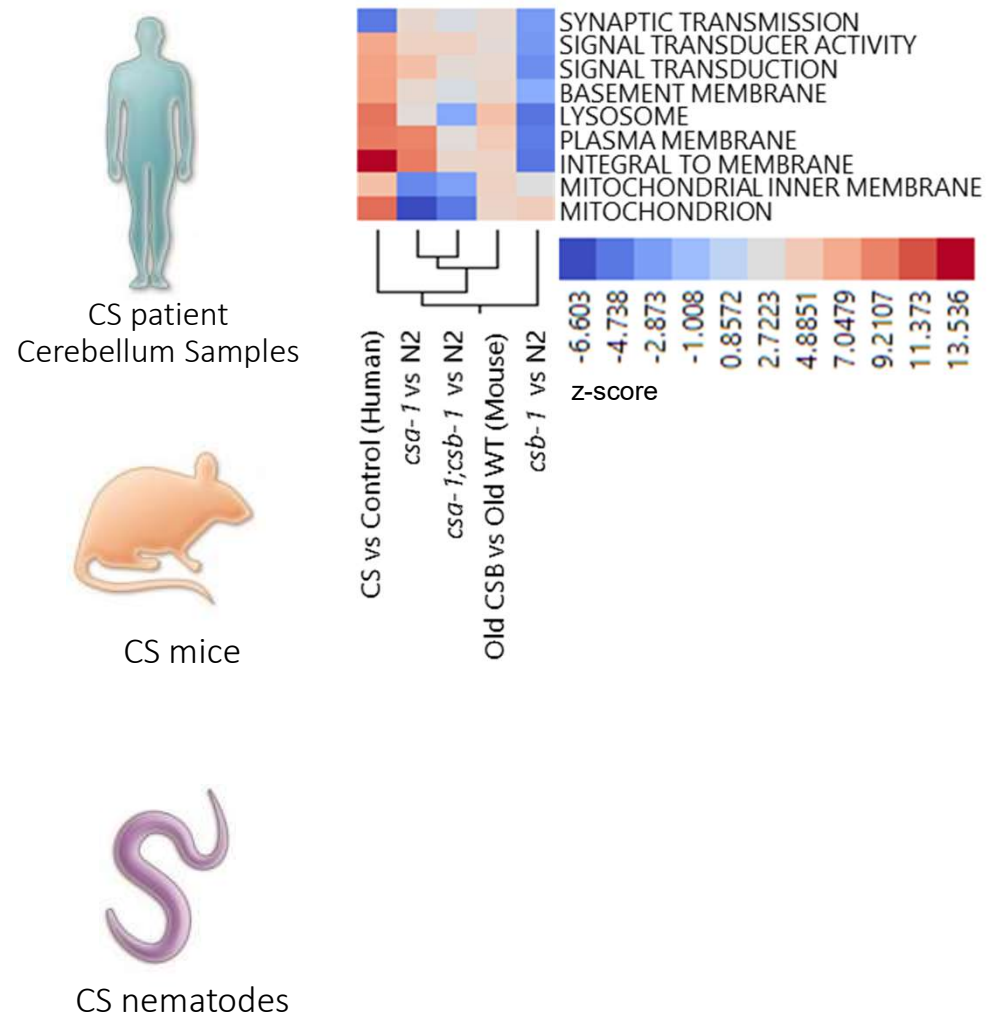 SYNAPTIC TRANSMISSION
SIGNAL TRANSDUCER ACTIVITY
SIGNAL TRANSDUCTION
BASEMENT MEMBRANE
LYSOSOME
PLASMA MEMBRANE
INTEGRAL TO MEMBRANE
MITOCHONDRIAL INNER MEMBRANE
MITOCHONDRION
-6.603
-4.738
-2.873
-1.008
0.8572
2.7223
4.8851
7.0479
9.2107
11.373
13.536
z-score
CS vs Control (Human)
csa-1 vs N2
csa-1;csb-1 vs N2
Old CSB vs Old WT (Mouse)
csb-1 vs N2
CS patient
Cerebellum Samples
CS mice
CS nematodes